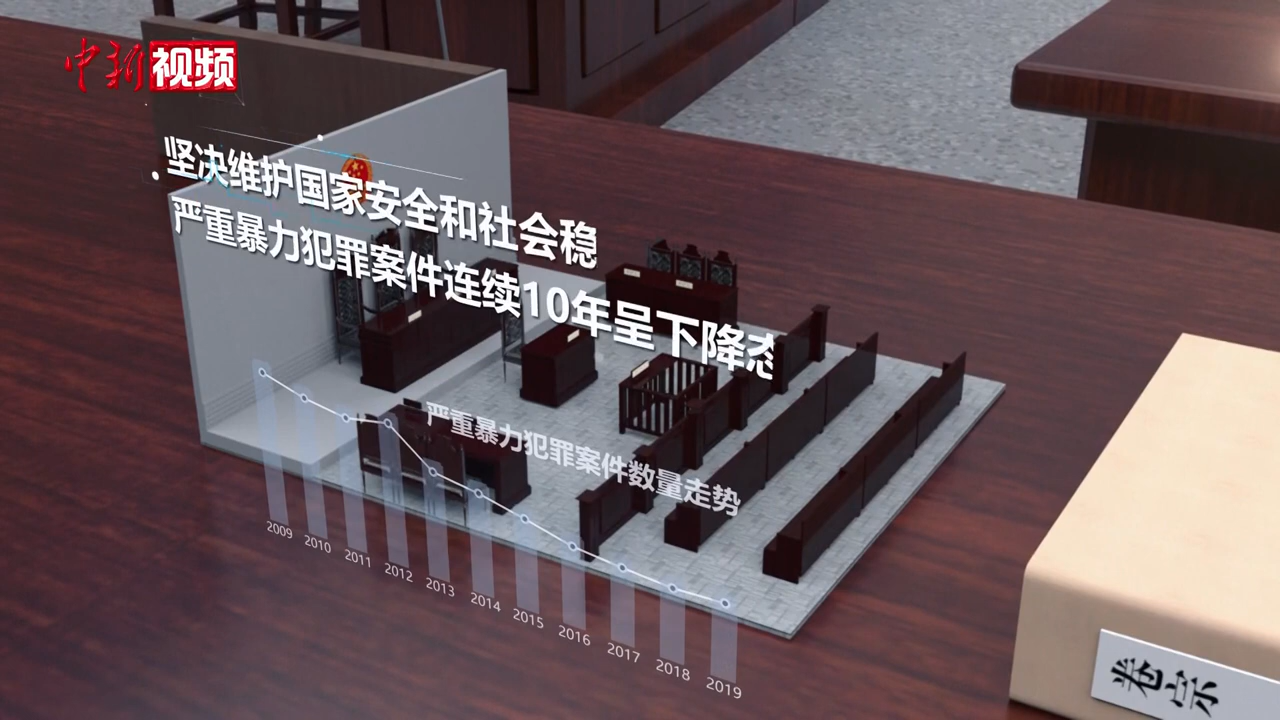 中新视频
坚决维护国家安全和社会稳
严重暴力犯罪案件连续10年呈下降态
严重暴力犯罪案件数量走势
2009
2010
2011
2012
2013
2014
2015
2016
2017
2018
2019
卷宗